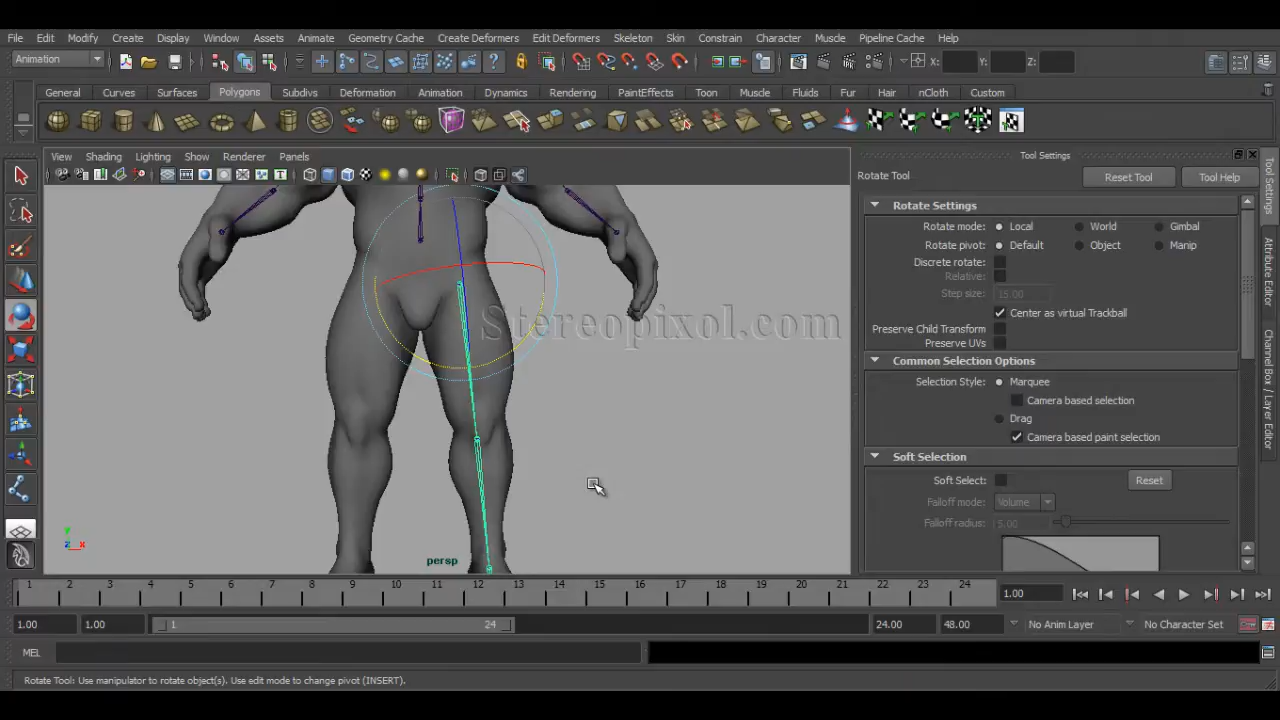 File Edit Modify Create Display Window Assets Animate Geometry Cache Create Deformers Edit Deformers Skeleton Skin Constrain Character Muscle Pipeline Cache Help
Animation X: Y: Z:
General Curves Surfaces Polygons Subdivs Deformation Animation Dynamics Rendering PaintEffects Toon Muscle Fluids Fur Hair nCloth Custom
View Shading Lighting Show Renderer Panels
Tool Settings
Rotate Tool Reset Tool Tool Help
Rotate Settings
Rotate mode: Local World Gimbal
Rotate pivot: Default Object Manip
Discrete rotate:
Relative:
Step size: 15.00
Center as virtual Trackball
Preserve Child Transform
Preserve UVs
Common Selection Options
Selection Style: Marquee
Camera based selection
Drag
Camera based paint selection
Soft Selection
Soft Select: Reset
Falloff mode: Volume
Falloff radius: 5.00
Tool Settings
Attribute Editor
Channel Box / Layer Editor
Stereopixol.com
y
z x
persp
1 2 3 4 5 6 7 8 9 10 11 12 13 14 15 16 17 18 19 20 21 22 23 24 1.00
1.00 1.00 1 24 24.00 48.00 No Anim Layer No Character Set
MEL
Rotate Tool: Use manipulator to rotate object(s). Use edit mode to change pivot (INSERT).